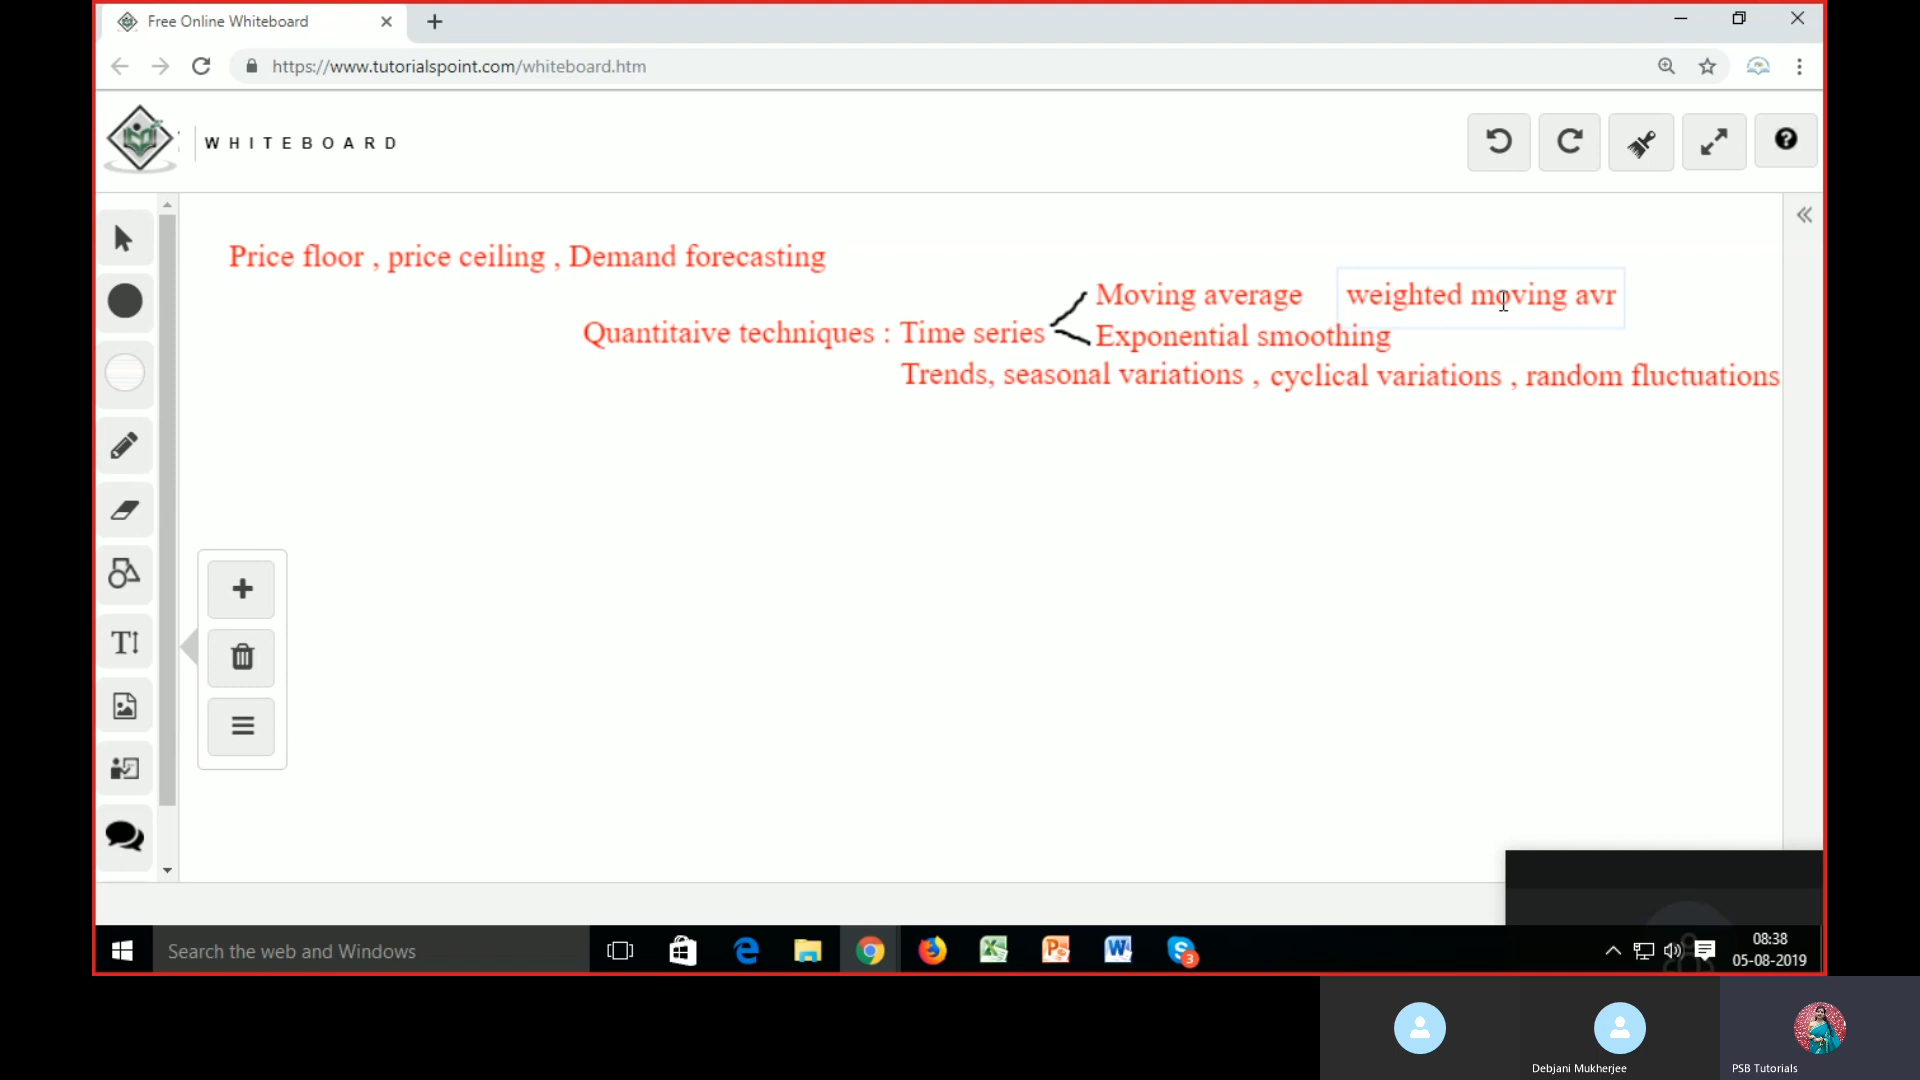 Free Online Whiteboard
https://www.tutorialspoint.com/whiteboard.htm
WHITEBOARD
Price floor , price ceiling , Demand forecasting
Moving average weighted moving avr
Quantitaive techniques : Time series
Exponential smoothing
Trends, seasonal variations , cyclical variations , random fluctuations
Search the web and Windows
3
08:38
05-08-2019
Debjani Mukherjee
PSB Tutorials